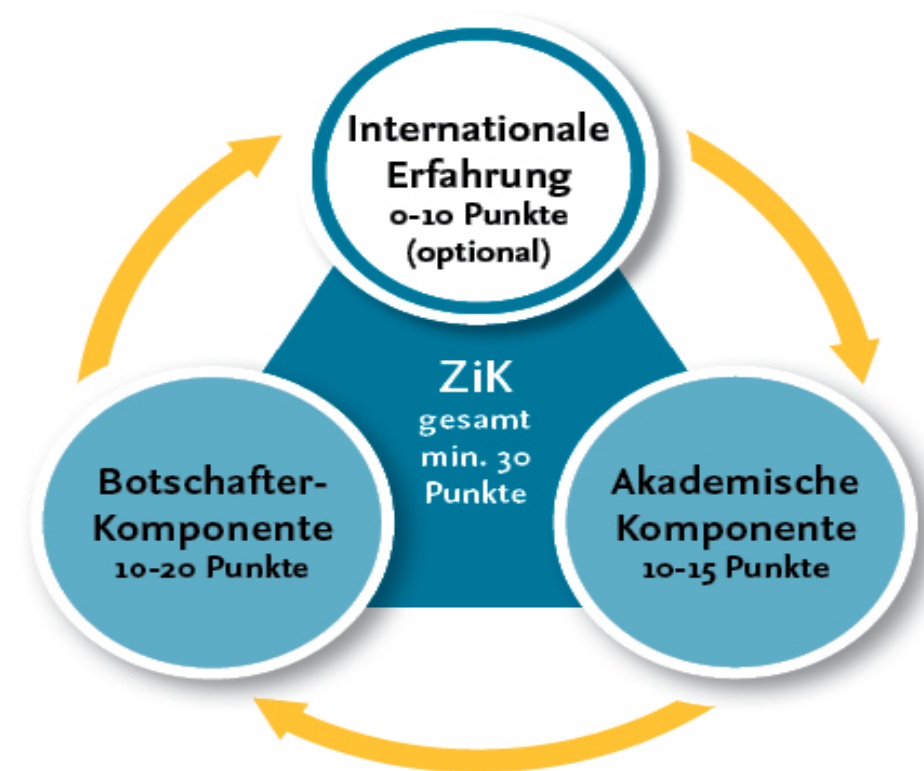 Internationale
Erfahrung
0-10 Punkte
(optional)
ZiK
gesamt
min. 30
Punkte
Botschafter-
Komponente
10-20 Punkte
Akademische
Komponente
10-15 Punkte